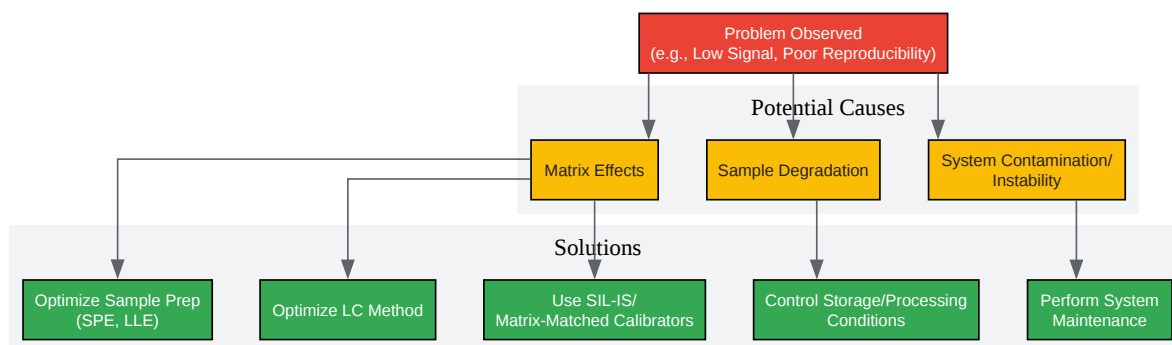 Problem Observed
(e.g., Low Signal, Poor Reproducibility)
Potential Causes
Matrix Effects
Sample Degradation
System Contamination/
Instability
Solutions
Optimize Sample Prep
(SPE, LLE)
Optimize LC Method
Use SIL-IS/
Matrix-Matched Calibrators
Control Storage/Processing
Conditions
Perform System
Maintenance